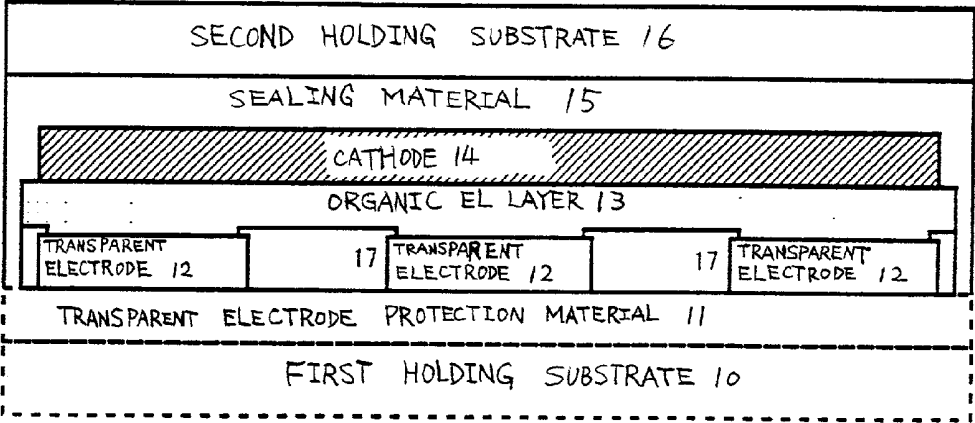 SECOND HOLDING SUBSTRATE 16
SEALING MATERIAL 15
CATHODE 14
ORGANIC EL LAYER 13
TRANSPARENT
ELECTRODE 12
17
TRANSPARENT
ELECTRODE 12
17
TRANSPARENT
ELECTRODE 12
TRANSPARENT ELECTRODE PROTECTION MATERIAL 11
FIRST HOLDING SUBSTRATE 10